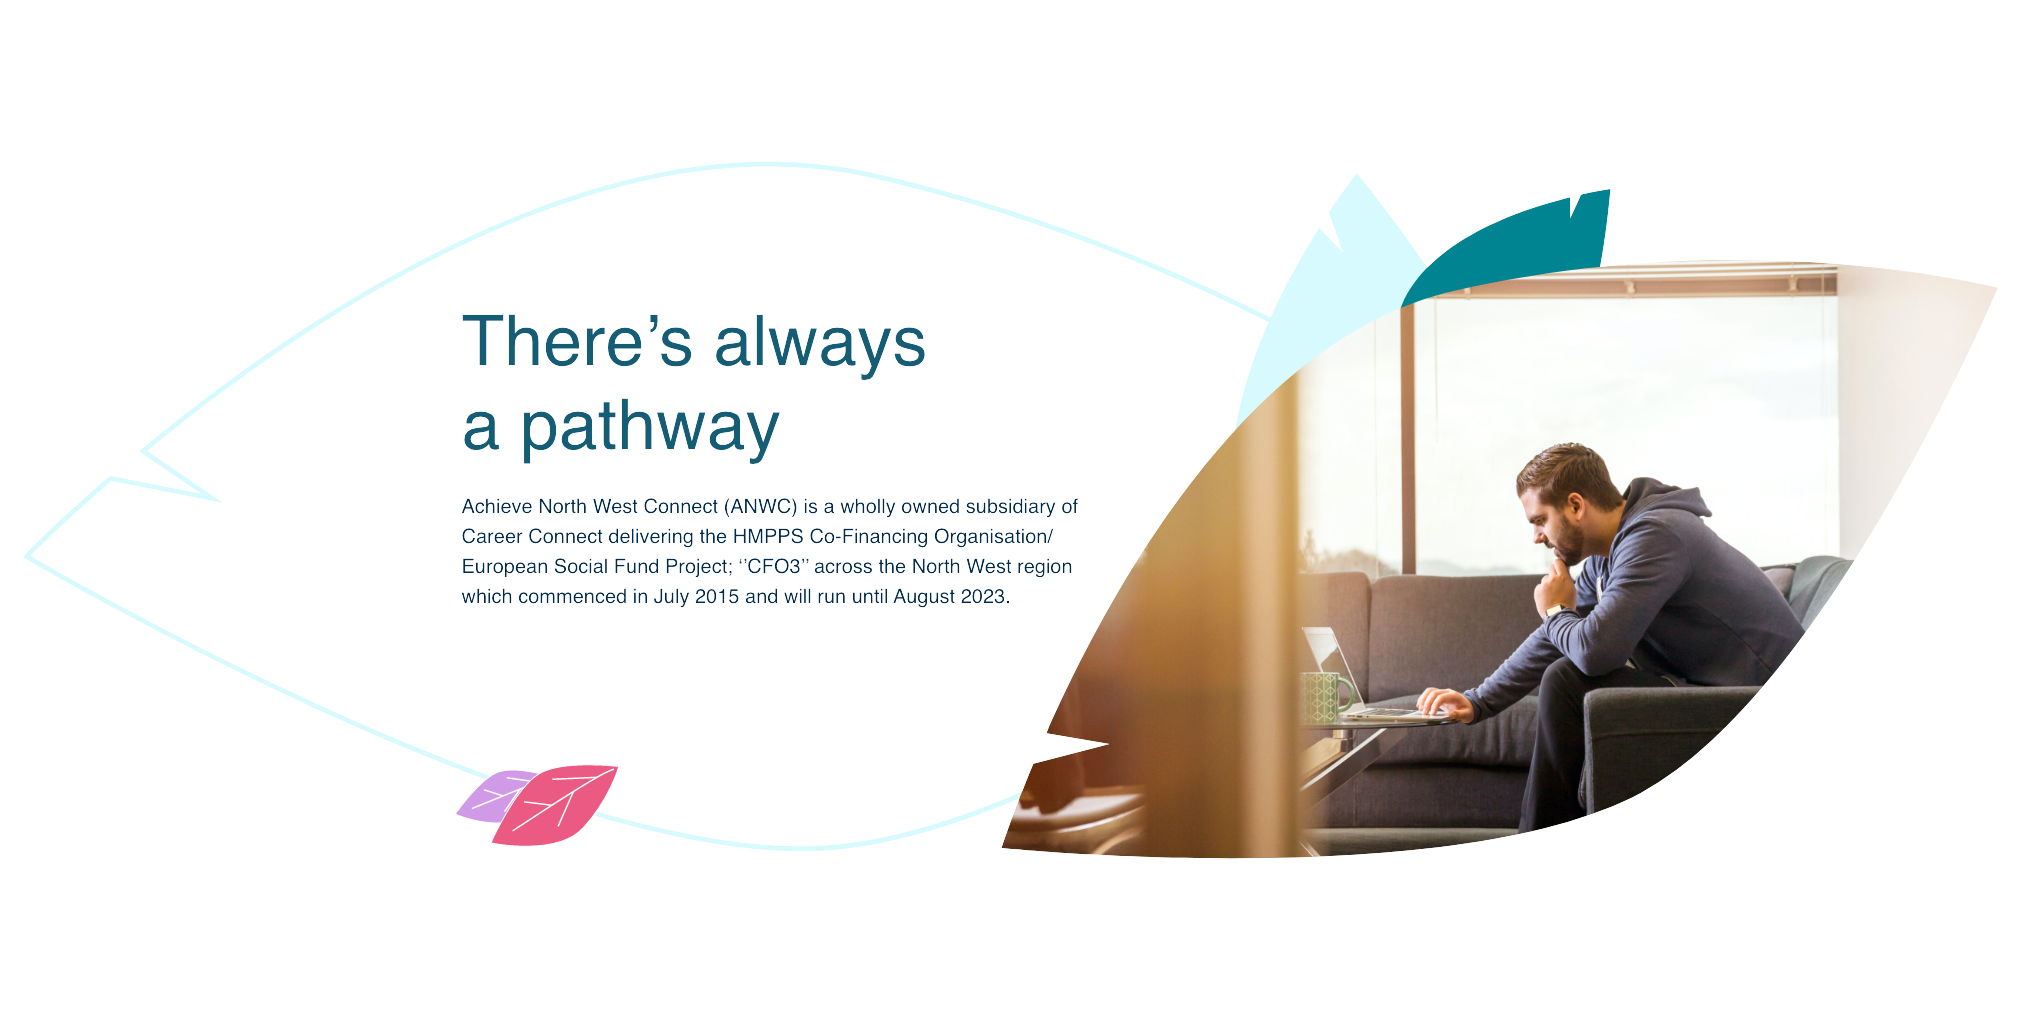 There’s always
a pathway
Achieve North West Connect (ANWC) is a wholly owned subsidiary of
Career Connect delivering the HMPPS Co-Financing Organisation/
European Social Fund Project; ‘’CFO3’’ across the North West region
which commenced in July 2015 and will run until August 2023.